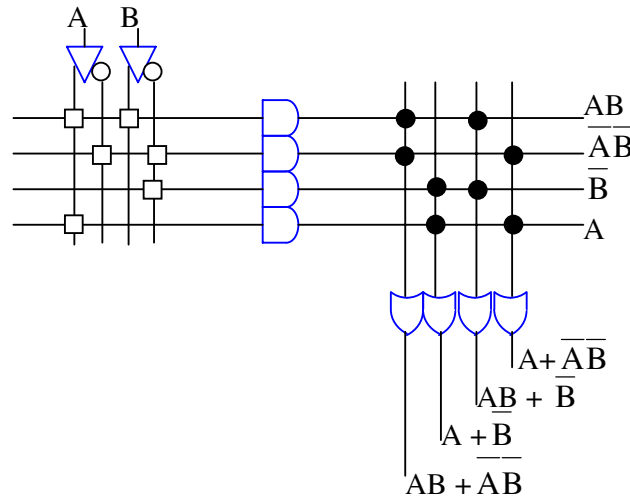 A B
AB
A̅B̅
B̅
A
A+ A̅B̅
AB + B̅
A + B̅
AB + A̅B̅